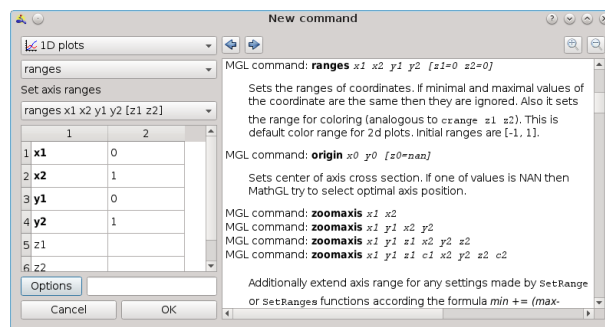 New command
1D plots
ranges
Set axis ranges
ranges x1 x2 y1 y2 [z1 z2]
1 2
1 x1 0
2 x2 1
3 y1 0
4 y2 1
5 z1
6 z2
Options
Cancel OK
MGL command: ranges x1 x2 y1 y2 [z1=0 z2=0]
Sets the ranges of coordinates. If minimal and maximal values of
the coordinate are the same then they are ignored. Also it sets
the range for coloring (analogous to crange z1 z2). This is
default color range for 2d plots. Initial ranges are [-1, 1].
MGL command: origin x0 y0 [z0=nan]
Sets center of axis cross section. If one of values is NAN then
MathGL try to select optimal axis position.
MGL command: zoomaxis x1 x2
MGL command: zoomaxis x1 y1 x2 y2
MGL command: zoomaxis x1 y1 z1 x2 y2 z2
MGL command: zoomaxis x1 y1 z1 c1 x2 y2 z2 c2
Additionally extend axis range for any settings made by SetRange
or SetRanges functions according the formula min += (max-